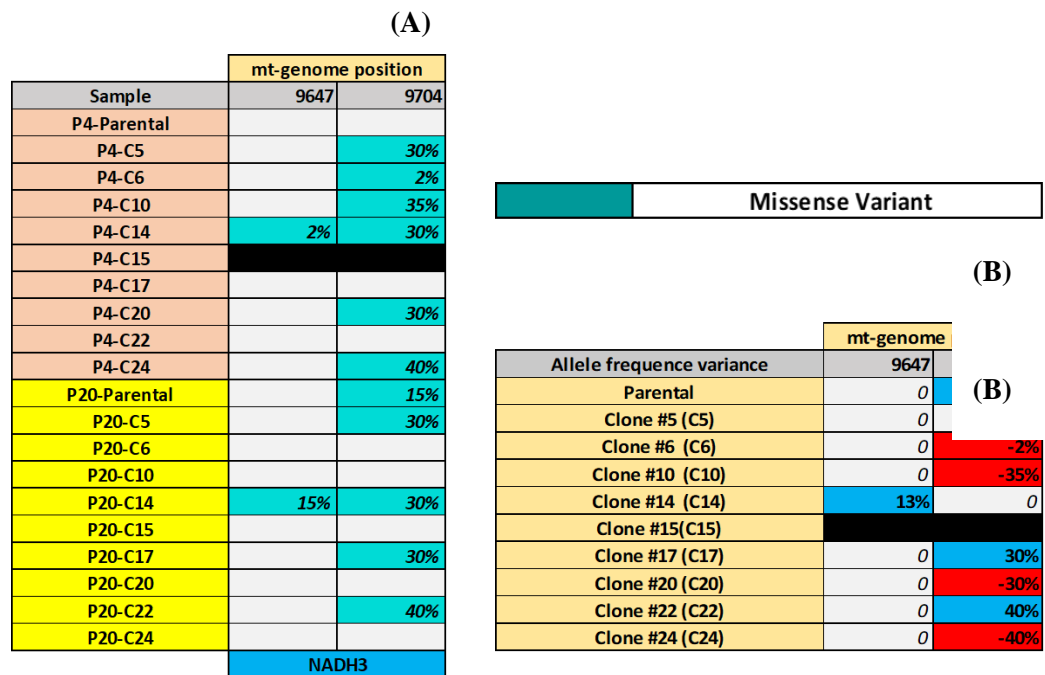 (A)
mt-genome position
Sample 9647 9704
P4-Parental
P4-C5 30%
P4-C6 2%
P4-C10 35%
P4-C14 2% 30%
P4-C15
P4-C17
P4-C20 30%
P4-C22
P4-C24 40%
P20-Parental 15%
P20-C5 30%
P20-C6
P20-C10
P20-C14 15% 30%
P20-C15
P20-C17 30%
P20-C20
P20-C22 40%
P20-C24
NADH3
Missense Variant
(B)
mt-genome
Allele frequence variance 9647
(B)
Parental 0
Clone #5 (C5) 0
Clone #6 (C6) 0 -2%
Clone #10 (C10) 0 -35%
Clone #14 (C14) 13% 0
Clone #15(C15)
Clone #17 (C17) 0 30%
Clone #20 (C20) 0 -30%
Clone #22 (C22) 0 40%
Clone #24 (C24) 0 -40%